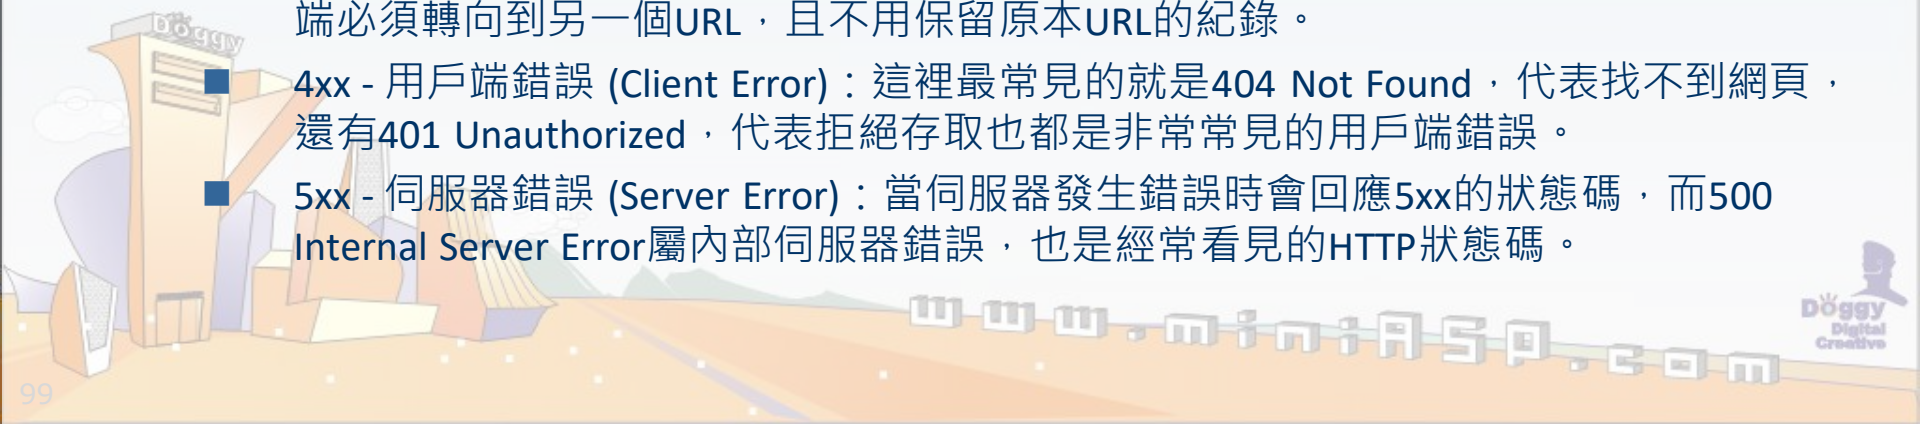 Döggy
端必須轉向到另一個URL，且不用保留原本URL的紀錄。
■ 4xx - 用戶端錯誤 (Client Error)：這裡最常見的就是404 Not Found，代表找不到網頁，
還有401 Unauthorized，代表拒絕存取也都是非常常見的用戶端錯誤。
■ 5xx - 伺服器錯誤 (Server Error)：當伺服器發生錯誤時會回應5xx的狀態碼，而500
Internal Server Error屬內部伺服器錯誤，也是經常看見的HTTP狀態碼。
www.miniASP.com
Döggy
Digital
Creative
99